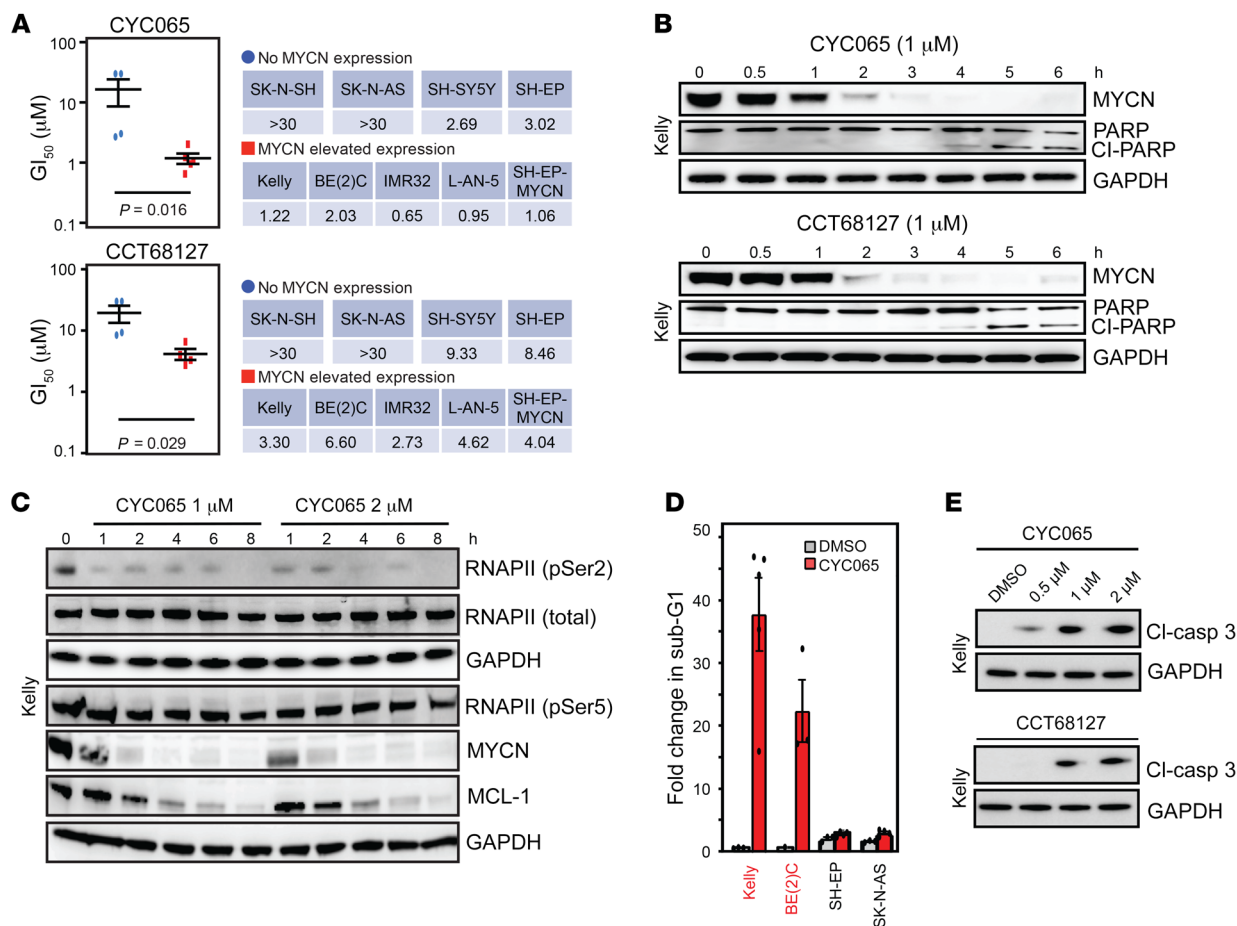 A
CYC065
100
10
1
0.1
GI50 (µM)
P = 0.016
No MYCN expression
SK-N-SH SK-N-AS SH-SY5Y SH-EP
>30 >30 2.69 3.02
MYCN elevated expression
Kelly BE(2)C IMR32 L-AN-5 SH-EP-
MYCN
1.22 2.03 0.65 0.95 1.06
CCT68127
100
10
1
0.1
GI50 (µM)
P = 0.029
No MYCN expression
SK-N-SH SK-N-AS SH-SY5Y SH-EP
>30 >30 9.33 8.46
MYCN elevated expression
Kelly BE(2)C IMR32 L-AN-5 SH-EP-
MYCN
3.30 6.60 2.73 4.62 4.04
B
CYC065 (1 µM)
0 0.5 1 2 3 4 5 6 h
Kelly
MYCN
PARP
Cl-PARP
GAPDH
CCT68127 (1 µM)
0 0.5 1 2 3 4 5 6 h
Kelly
MYCN
PARP
Cl-PARP
GAPDH
C
CYC065 1 µM CYC065 2 µM
0 1 2 4 6 8 1 2 4 6 8 h
Kelly
RNAPII (pSer2)
RNAPII (total)
GAPDH
RNAPII (pSer5)
MYCN
MCL-1
GAPDH
D
50
40
30
20
10
0
Fold change in sub-G1
DMSO
CYC065
Kelly
BE(2)C
SH-EP
SK-N-AS
E
CYC065
DMSO 0.5 µM 1 µM 2 µM
Kelly
Cl-casp 3
GAPDH
CCT68127
Kelly
Cl-casp 3
GAPDH